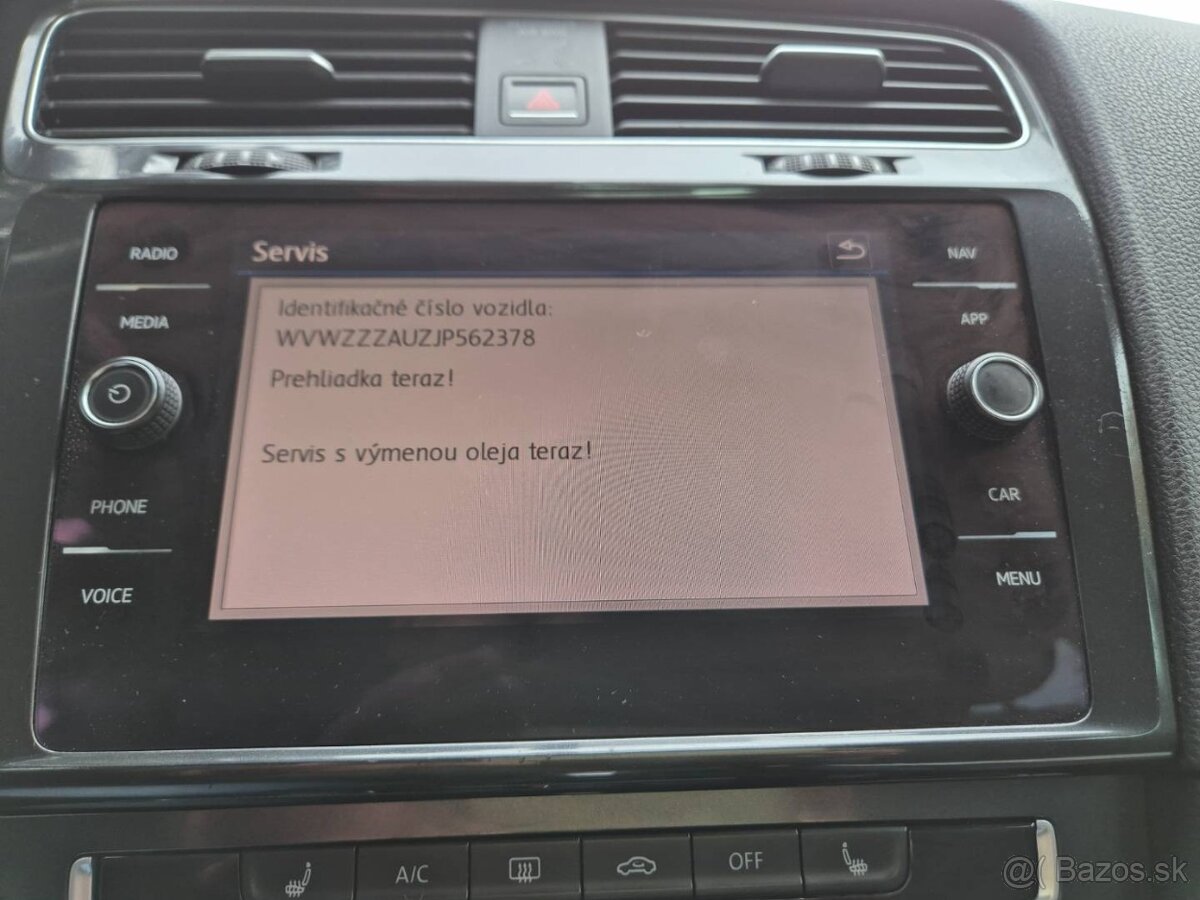 RADIO
Servis
NAV
MEDIA
APP
Identifikačné číslo vozidla:
WVWZZZAUZJP562378
Prehliadka teraz!
Servis s výmenou oleja teraz!
PHONE
CAR
VOICE
MENU
A/C
OFF
@( Bazos.sk